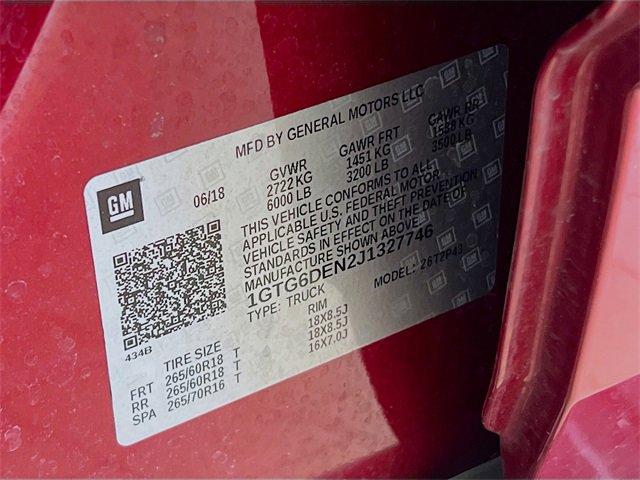 MFD BY GENERAL MOTORS LLC
GM
06/18
GVWR GAWR FRT GAWR RR
2722 KG 1451 KG 1588 KG
6000 LB 3200 LB 3500 LB
THIS VEHICLE CONFORMS TO ALL
APPLICABLE U.S. FEDERAL MOTOR
VEHICLE SAFETY AND THEFT PREVENTION
STANDARDS IN EFFECT ON THE DATE OF
MANUFACTURE SHOWN ABOVE.
1GTG6DEN2J1327746
TYPE: TRUCK MODEL: 26T2P43
434B
TIRE SIZE RIM
FRT 265/60R18 T 18X8.5J
RR 265/60R18 T 18X8.5J
SPA 265/70R16 T 16X7.0J